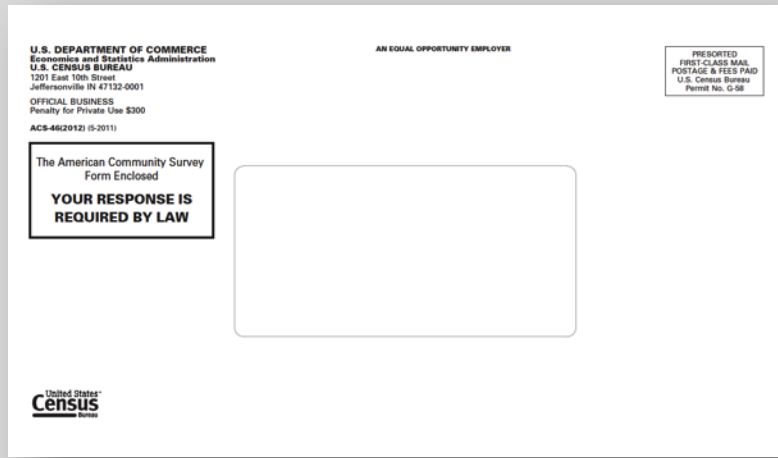 U.S. DEPARTMENT OF COMMERCE
Economics and Statistics Administration
U.S. CENSUS BUREAU
1201 East 10th Street
Jeffersonville IN 47132-0001
OFFICIAL BUSINESS
Penalty for Private Use $300
ACS-46(2012) (5-2011)
AN EQUAL OPPORTUNITY EMPLOYER
PRESORTED
FIRST-CLASS MAIL
POSTAGE & FEES PAID
U.S. Census Bureau
Permit No. G-58
The American Community Survey
Form Enclosed
YOUR RESPONSE IS
REQUIRED BY LAW
United States™
Census
Bureau